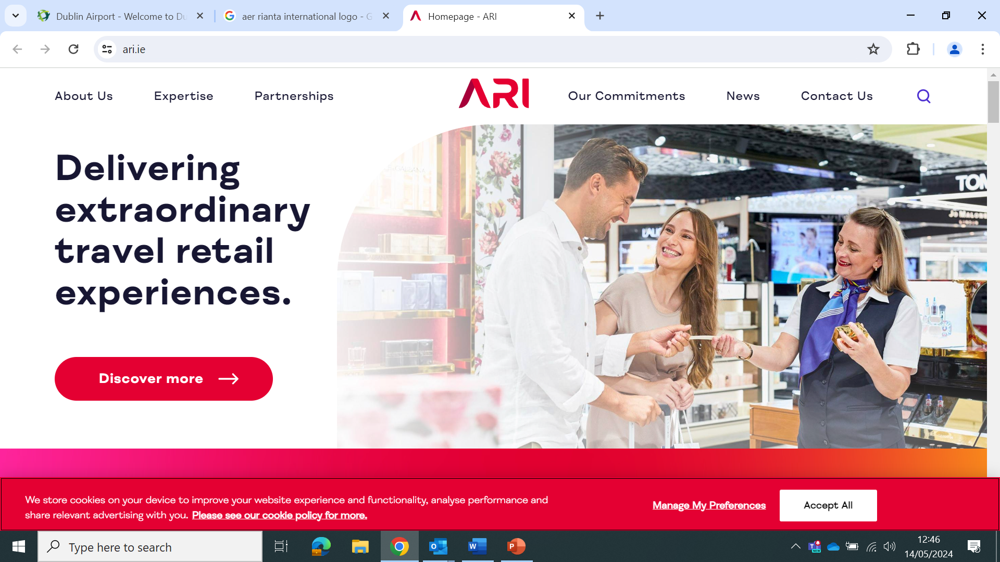 Dublin Airport - Welcome to Du
aer rianta international logo - G
Homepage - ARI
ari.ie
About Us
Expertise
Partnerships
ARI
Our Commitments
News
Contact Us
Delivering
extraordinary
travel retail
experiences.
Discover more
TOM
JO MALONE
We store cookies on your device to improve your website experience and functionality, analyse performance and
share relevant advertising with you. Please see our cookie policy for more.
Manage My Preferences
Accept All
Type here to search
12:46
14/05/2024